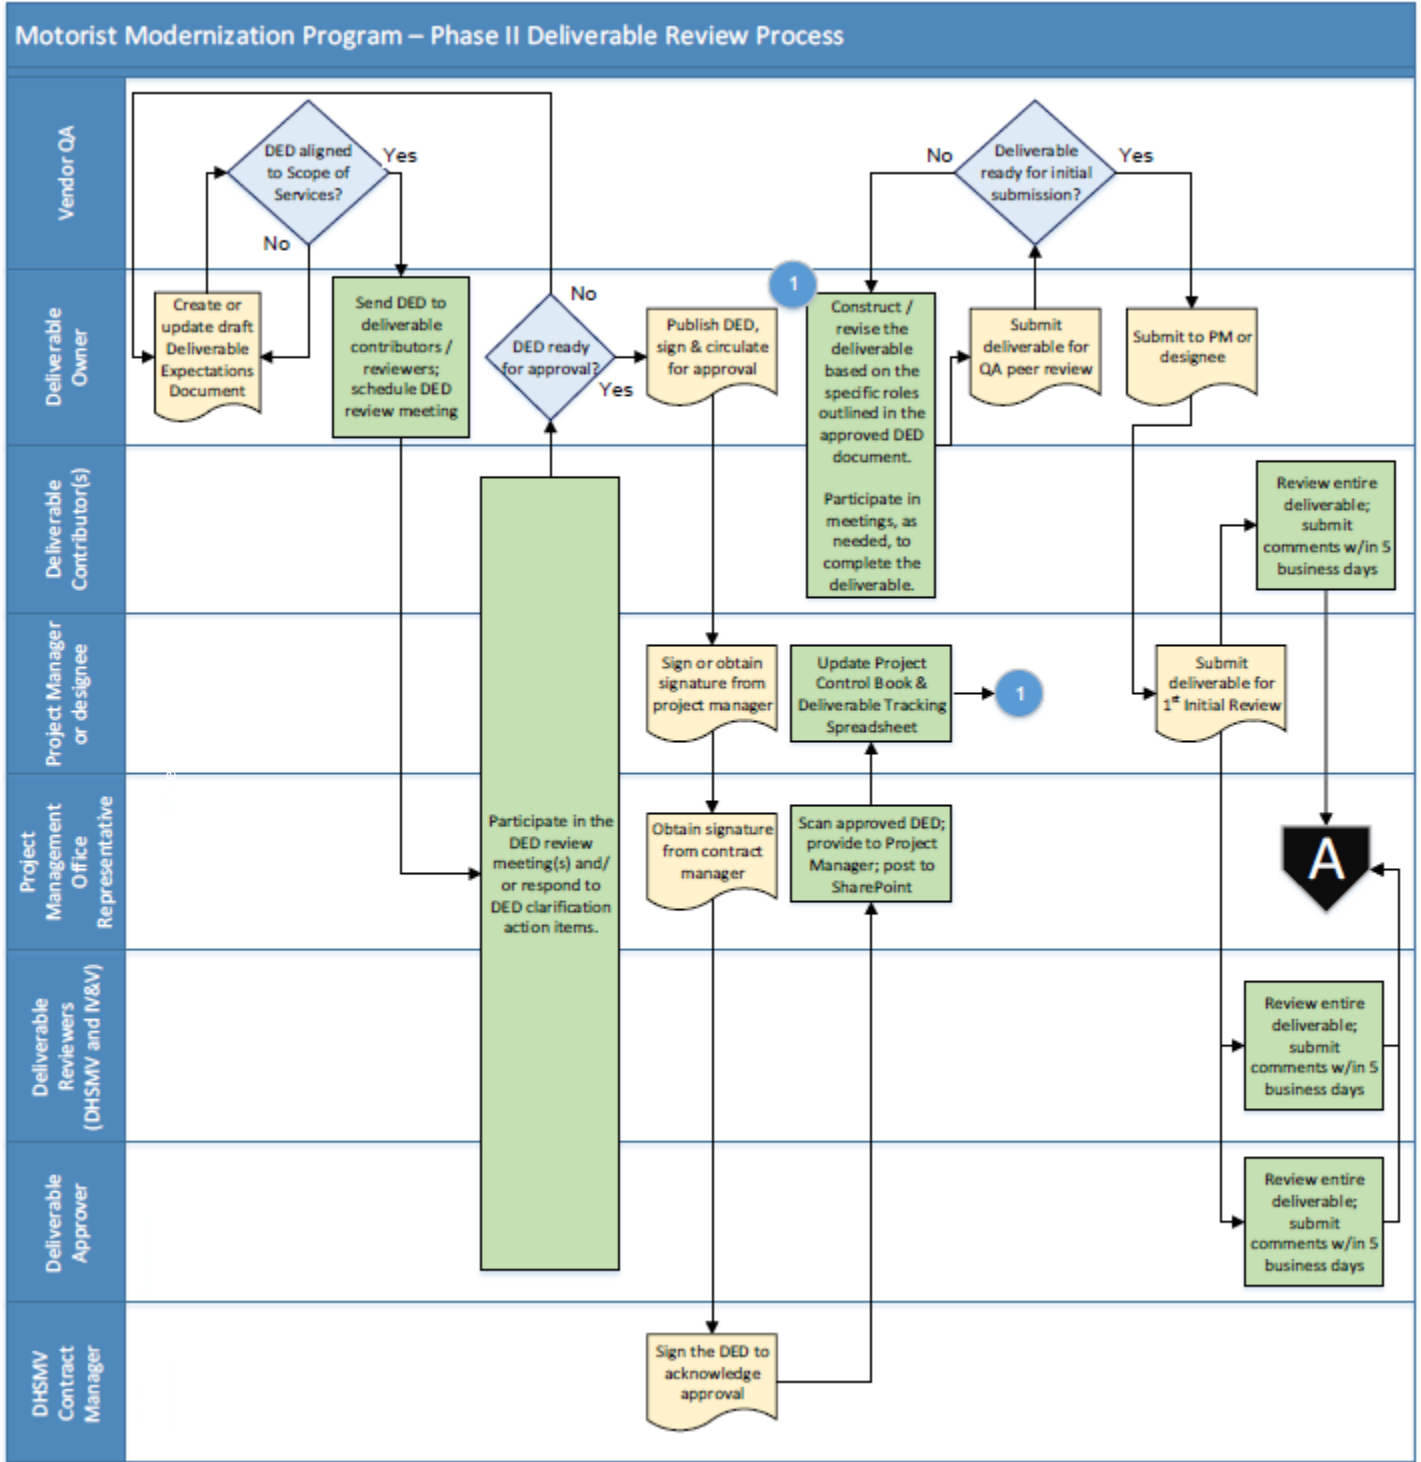 Motorist Modernization Program – Phase II Deliverable Review Process
Vendor QA
DED aligned
to Scope of
Services?
Yes
No
Deliverable
ready for initial
submission?
No
Yes
Deliverable
Owner
Create or
update draft
Deliverable
Expectations
Document
Send DED to
deliverable
contributors /
reviewers;
schedule DED
review meeting
DED ready
for approval?
No
Yes
Publish DED,
sign & circulate
for approval
1
Construct /
revise the
deliverable
based on the
specific roles
outlined in the
approved DED
document.
Participate in
meetings, as
needed, to
complete the
deliverable.
Submit
deliverable for
QA peer review
Submit to PM or
designee
Deliverable
Contributor(s)
Review entire
deliverable;
submit
comments w/in 5
business days
Project Manager
or designee
Sign or obtain
signature from
project manager
Update Project
Control Book &
Deliverable Tracking
Spreadsheet
1
Submit
deliverable for
1st Initial Review
Project
Management
Office
Representative
Participate in the
DED review
meeting(s) and/
or respond to
DED clarification
action items.
Obtain signature
from contract
manager
Scan approved DED;
provide to Project
Manager; post to
SharePoint
A
Deliverable
Reviewers
(DHSMV and IV&V)
Review entire
deliverable;
submit
comments w/in 5
business days
Deliverable
Approver
Review entire
deliverable;
submit
comments w/in 5
business days
DHSMV
Contract
Manager
Sign the DED to
acknowledge
approval